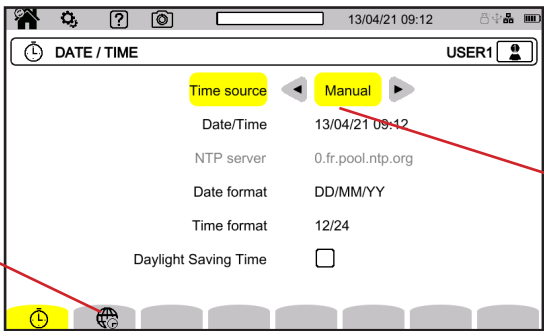 13/04/21 09:12
DATE / TIME USER1
Time source Manual
Date/Time 13/04/21 09:12
NTP server 0.fr.pool.ntp.org
Date format DD/MM/YY
Time format 12/24
Daylight Saving Time